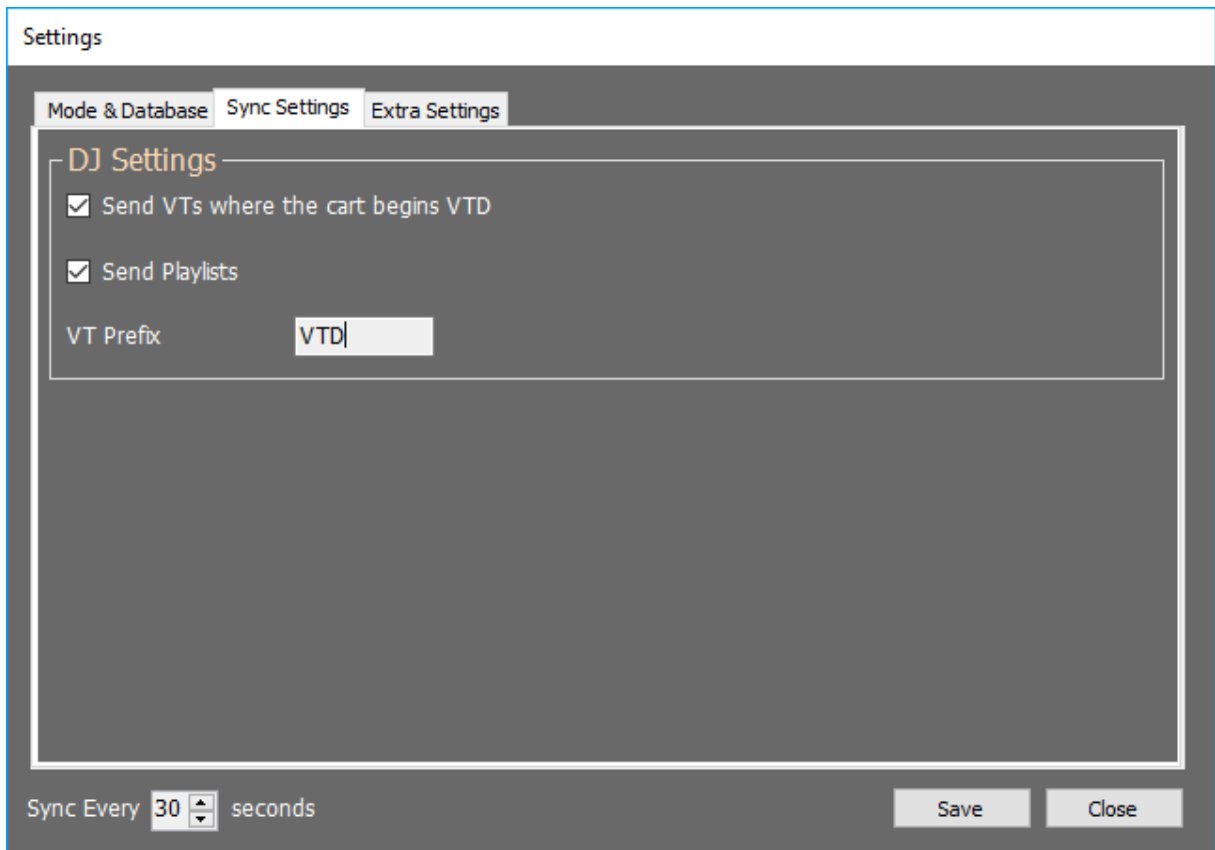 Settings
Mode & Database Sync Settings Extra Settings
DJ Settings
Send VTs where the cart begins VTD
Send Playlists
VT Prefix VTD
Sync Every 30 seconds Save Close